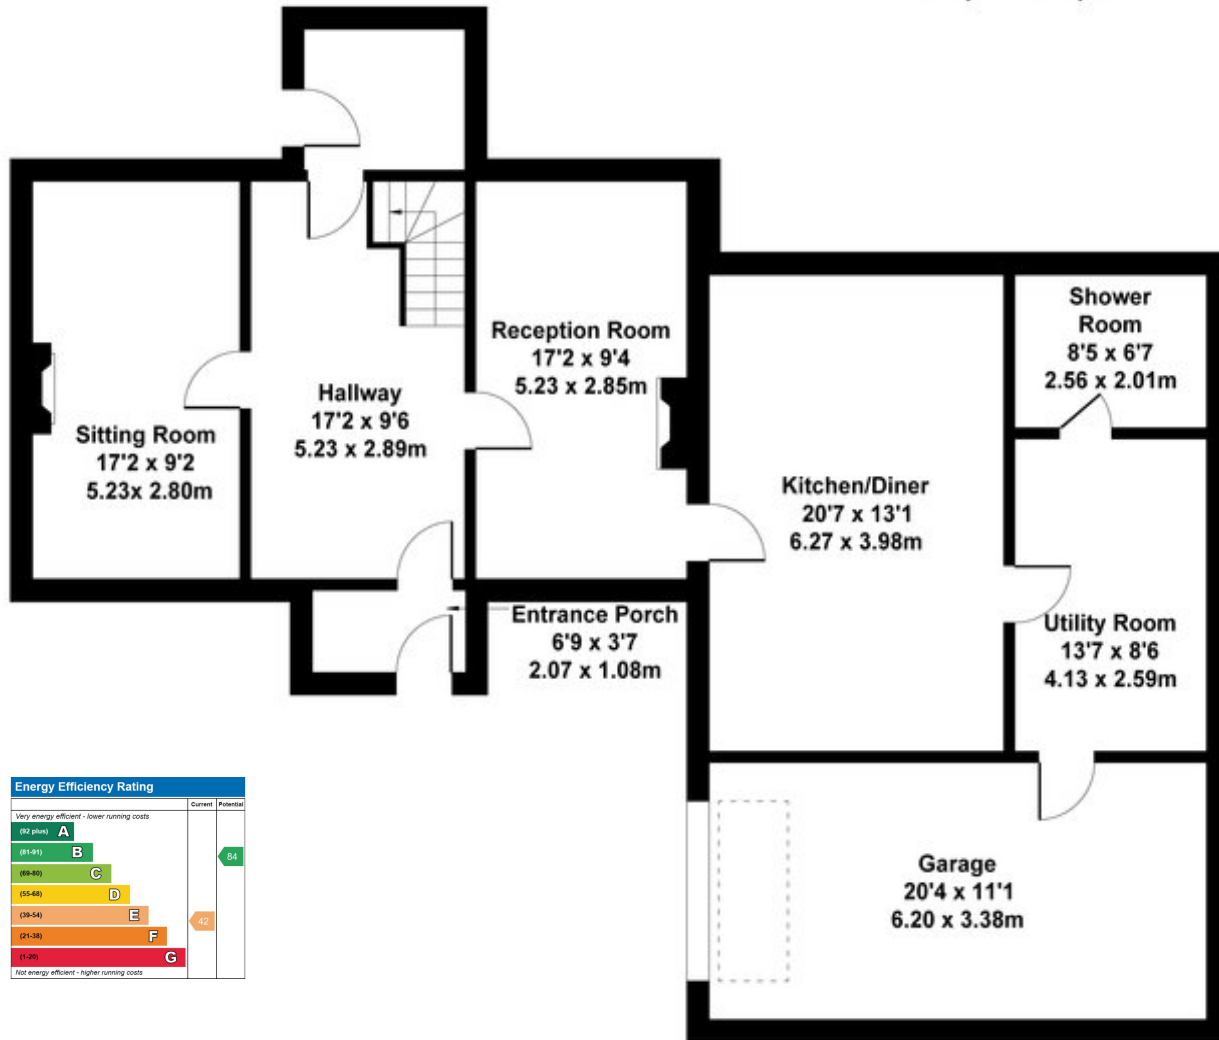 Shower
Room
8'5 x 6'7
2.56 x 2.01m
Reception Room
17'2 x 9'4
5.23 x 2.85m
Hallway
17'2 x 9'6
5.23 x 2.89m
Sitting Room
17'2 x 9'2
5.23x 2.80m
Kitchen/Diner
20'7 x 13'1
6.27 x 3.98m
Entrance Porch
6'9 x 3'7
2.07 x 1.08m
Utility Room
13'7 x 8'6
4.13 x 2.59m
Garage
20'4 x 11'1
6.20 x 3.38m
Energy Efficiency Rating
Current Potential
Very energy efficient - lower running costs
(92 plus) A
(81-91) B
84
(69-80) C
(55-68) D
(39-54) E
42
(21-38) F
(1-20) G
Not energy efficient - higher running costs